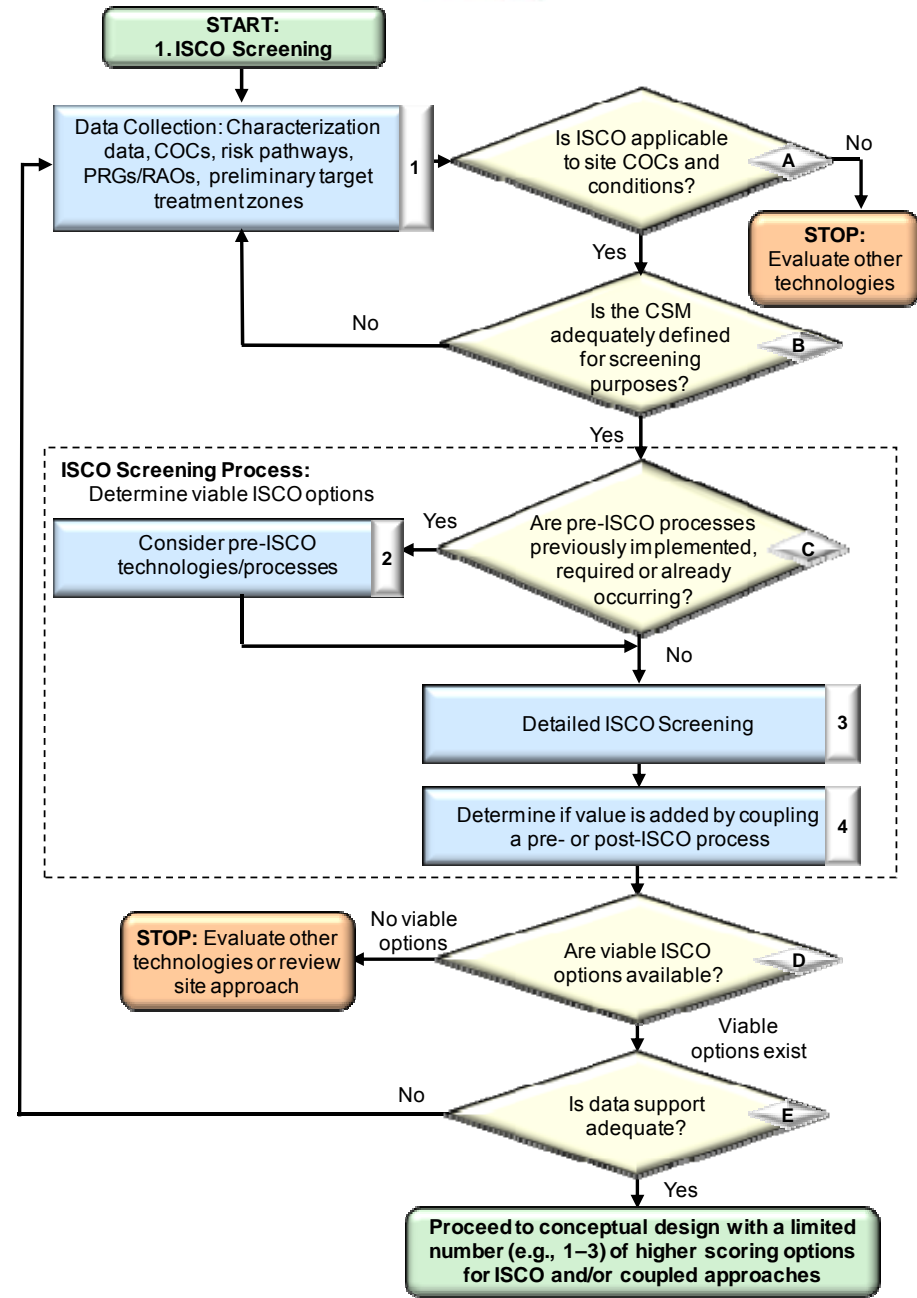 START:
1. ISCO Screening
Data Collection: Characterization
data, COCs, risk pathways,
PRGs/RAOs, preliminary target
treatment zones
1
Is ISCO applicable
to site COCs and
conditions?
A
No
STOP:
Evaluate other
technologies
Yes
Is the CSM
adequately defined
for screening
purposes?
B
No
Yes
ISCO Screening Process:
Determine viable ISCO options
Consider pre-ISCO
technologies/processes
2
Yes
Are pre-ISCO processes
previously implemented,
required or already
occurring?
C
No
Detailed ISCO Screening
3
Determine if value is added by coupling
a pre- or post-ISCO process
4
No viable
options
STOP: Evaluate other
technologies or review
site approach
Are viable ISCO
options available?
D
Viable
options exist
No
Is data support
adequate?
E
Yes
Proceed to conceptual design with a limited
number (e.g., 1–3) of higher scoring options
for ISCO and/or coupled approaches